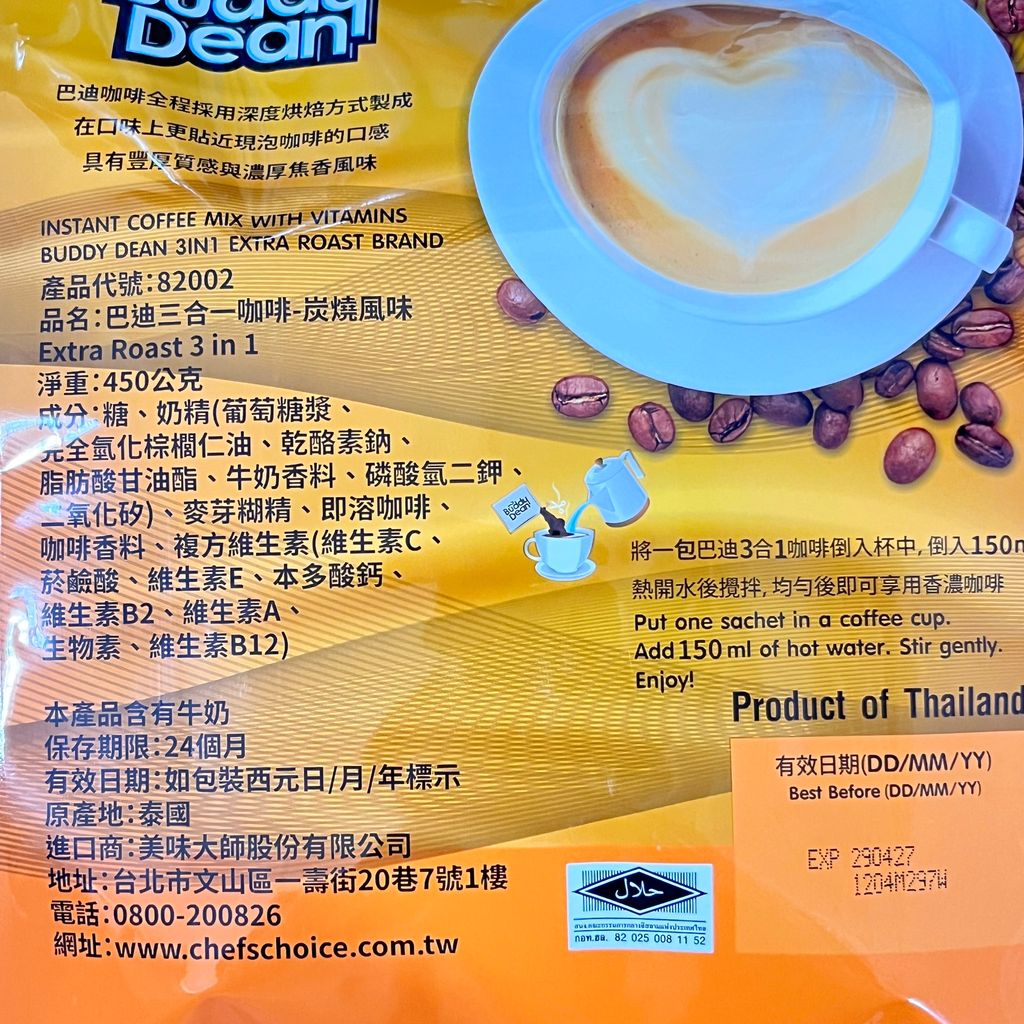 Buddy
Dean
巴迪咖啡全程採用深度烘焙方式製成
在口味上更貼近現泡咖啡的口感
具有豐厚質感與濃厚焦香風味
INSTANT COFFEE MIX WITH VITAMINS
BUDDY DEAN 3IN1 EXTRA ROAST BRAND
產品代號:82002
品名:巴迪三合一咖啡-炭燒風味
Extra Roast 3 in 1
淨重:450公克
成分:糖、奶精(葡萄糖漿、
完全氫化棕櫚仁油、乾酪素鈉、
脂肪酸甘油酯、牛奶香料、磷酸氫二鉀、
二氧化矽)、麥芽糊精、即溶咖啡、
咖啡香料、複方維生素(維生素C、
菸鹼酸、維生素E、本多酸鈣、
維生素B2、維生素A、
生物素、維生素B12)
本產品含有牛奶
保存期限:24個月
有效日期:如包裝西元日/月/年標示
原產地:泰國
進口商:美味大師股份有限公司
地址:台北市文山區一壽街20巷7號1樓
電話:0800-200826
網址:www.chefschoice.com.tw
Buddy
Dean
將一包巴迪3合1咖啡倒入杯中,倒入150m
熱開水後攪拌,均勻後即可享用香濃咖啡
Put one sachet in a coffee cup.
Add 150 ml of hot water. Stir gently.
Enjoy!
Product of Thailand
有效日期(DD/MM/YY)
Best Before (DD/MM/YY)
EXP 290427
1204M297W
حلال
กอท.ฮล. 82 025 008 11 52